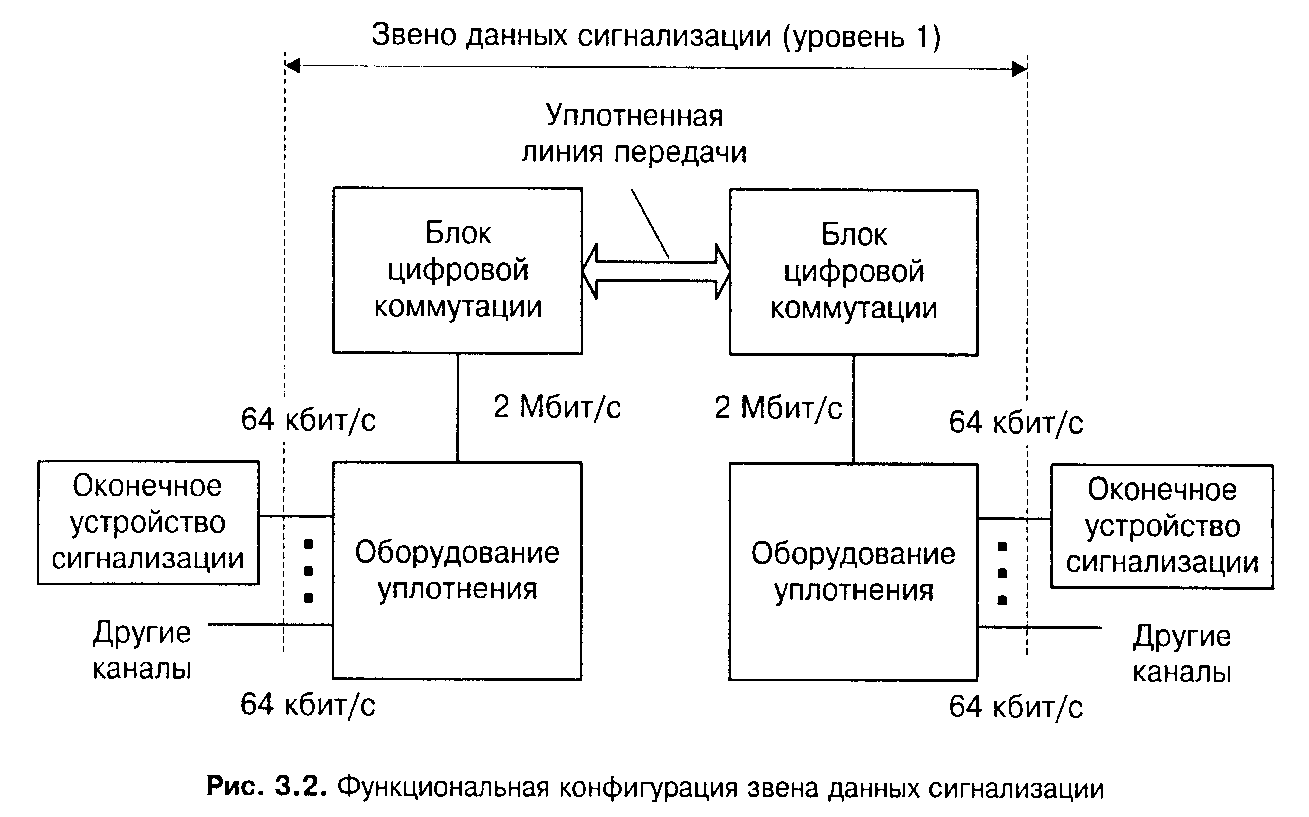 Звено данных сигнализации (уровень 1)
Уплотненная
линия передачи
Блок
цифровой
коммутации
Блок
цифровой
коммутации
64 кбит/с
2 Мбит/с
2 Мбит/с
64 кбит/с
Оконечное
устройство
сигнализации
Оборудование
уплотнения
Оборудование
уплотнения
Оконечное
устройство
сигнализации
Другие
каналы
Другие
каналы
64 кбит/с
64 кбит/с
Рис. 3.2. Функциональная конфигурация звена данных сигнализации